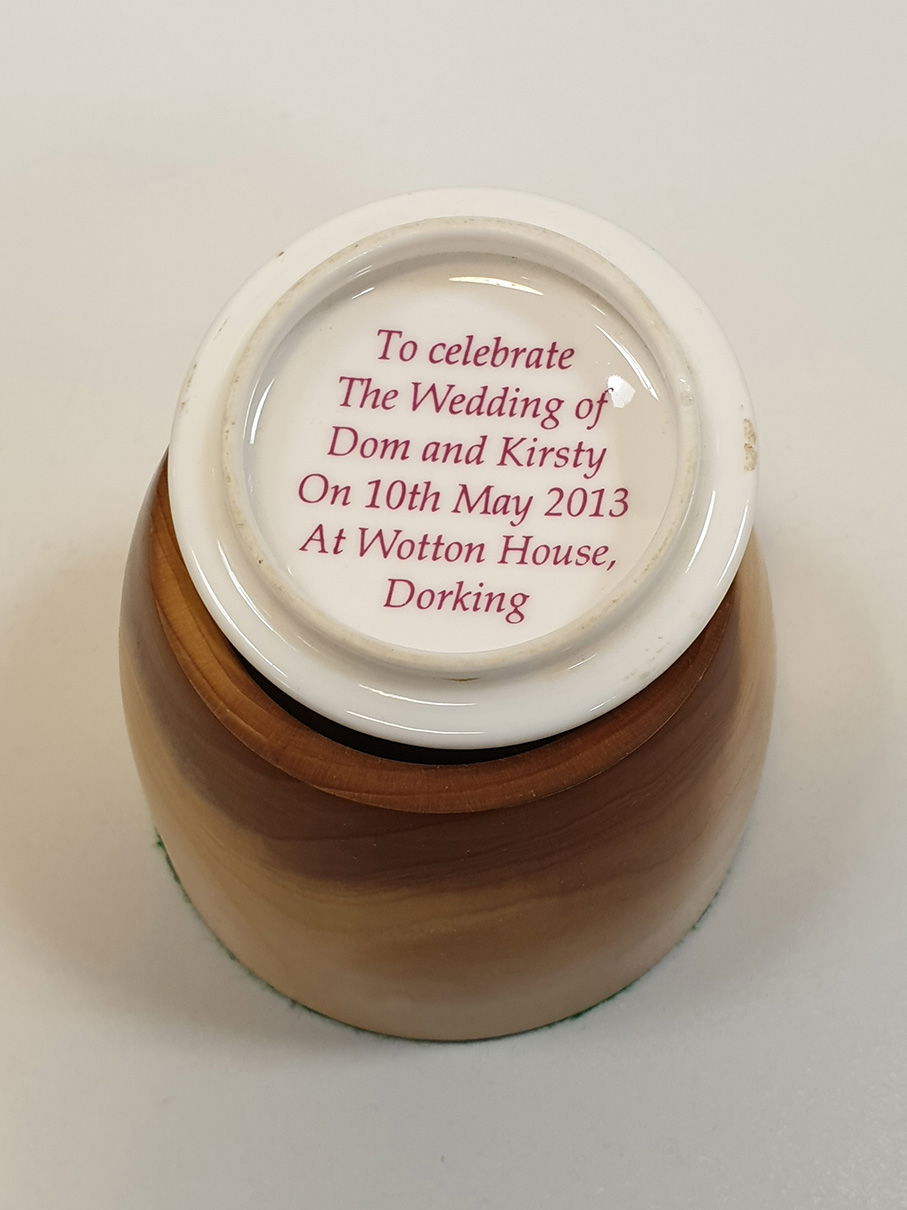 To celebrate
The Wedding of
Dom and Kirsty
On 10th May 2013
At Wotton House,
Dorking